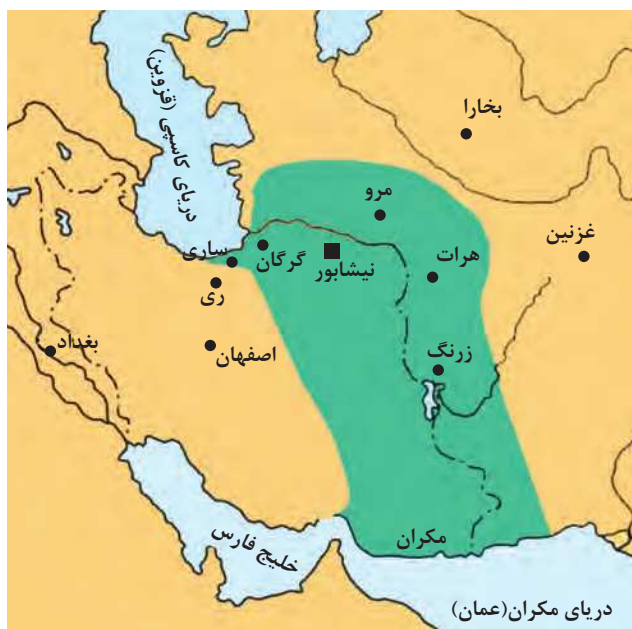 دریای کاسپی (قزوین)
بخارا
مرو
غزنین
ساری
گرگان
نیشابور
هرات
ری
بغداد
اصفهان
زرنگ
مکران
خلیج فارس
دریای مکران(عمان)